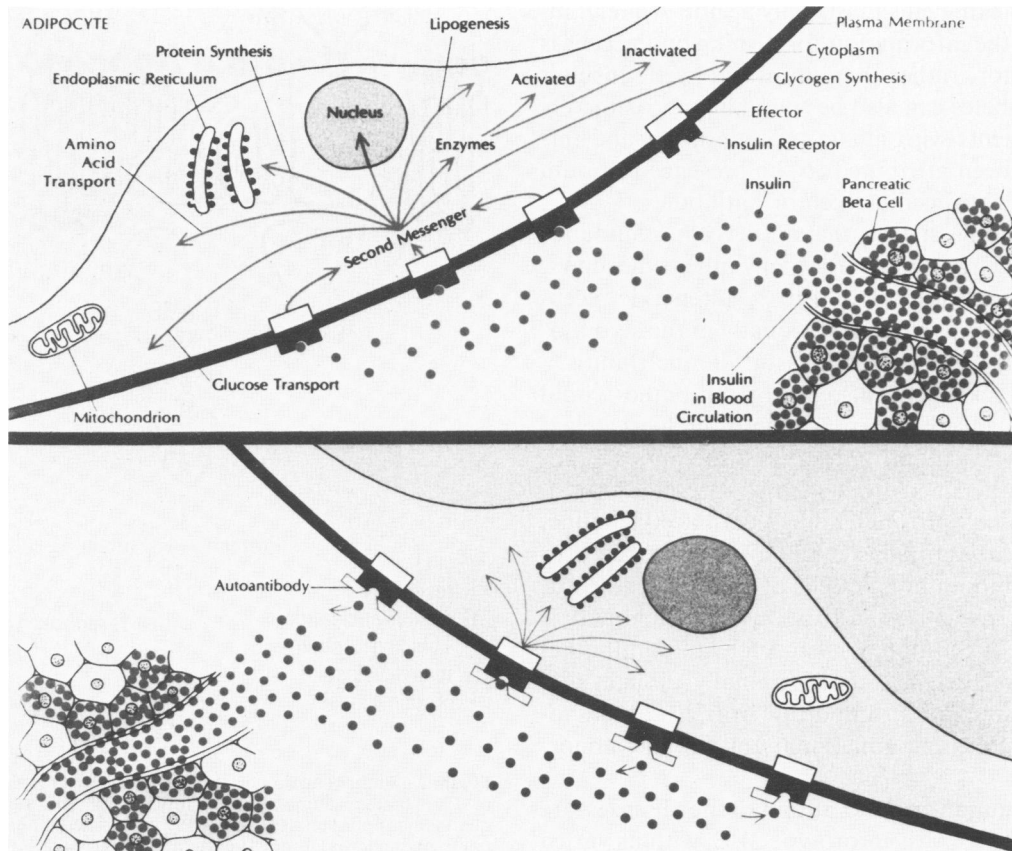 ADIPOCYTE
Lipogenesis
Plasma Membrane
Protein Synthesis
Inactivated
Cytoplasm
Endoplasmic Reticulum
Activated
Glycogen Synthesis
Nucleus
Effector
Amino
Acid
Transport
Enzymes
Insulin Receptor
Insulin
Pancreatic
Beta Cell
Second Messenger
Glucose Transport
Insulin
in Blood
Circulation
Mitochondrion
Autoantibody